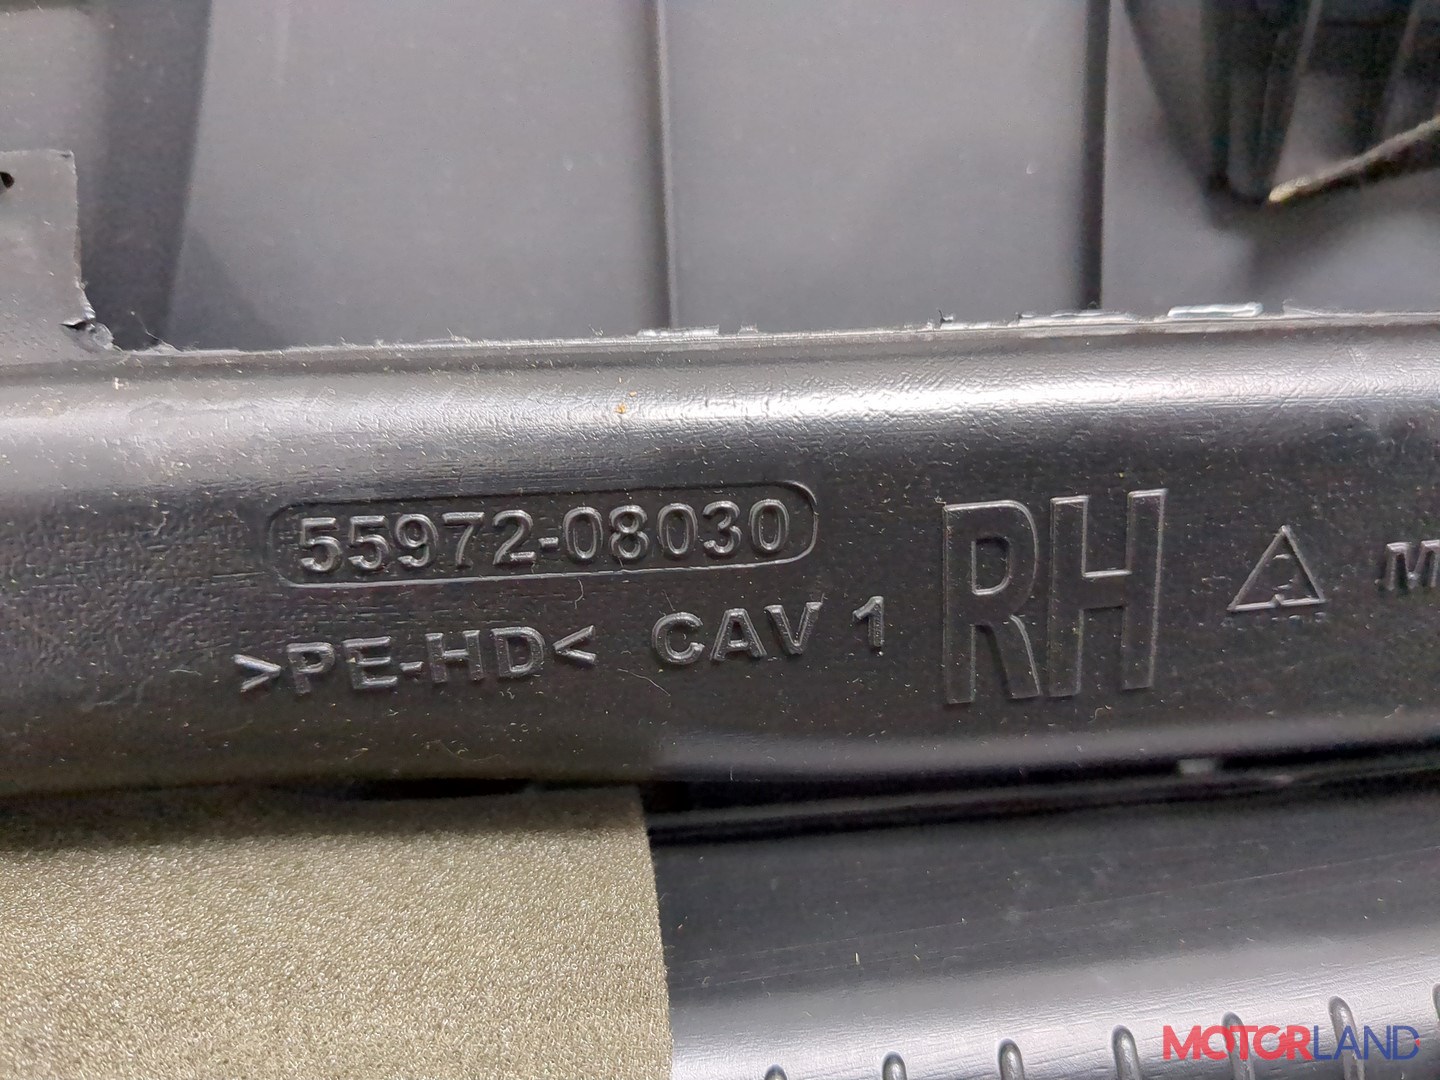 55972-08030
>PE-HD< CAV 1
RH
M
MOTORLAND